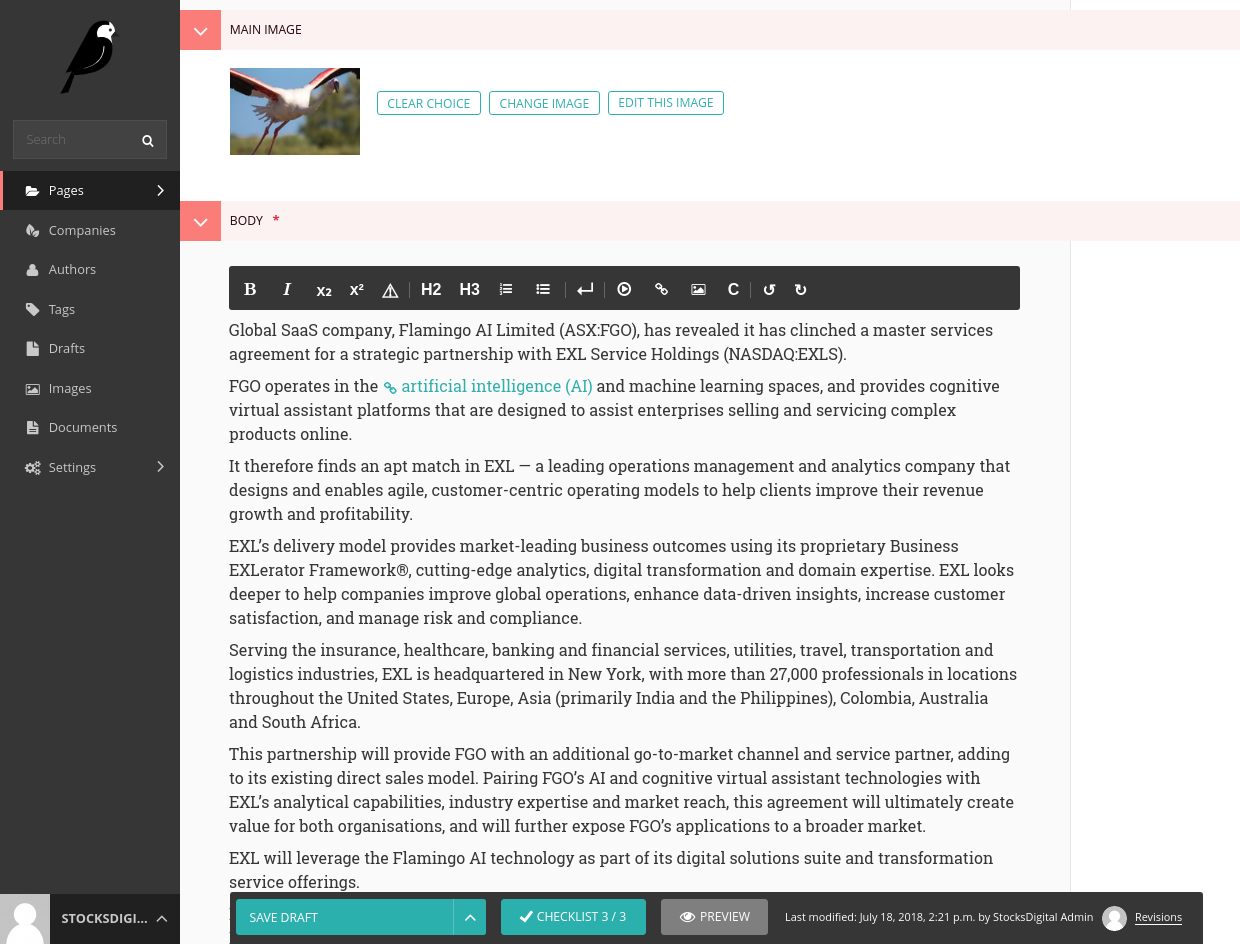 MAIN IMAGE
CLEAR CHOICE
CHANGE IMAGE
EDIT THIS IMAGE
Search
Pages
Companies
Authors
Tags
Drafts
Images
Documents
Settings
BODY *
B I x₂ x² H2 H3 C
Global SaaS company, Flamingo AI Limited (ASX:FGO), has revealed it has clinched a master services
agreement for a strategic partnership with EXL Service Holdings (NASDAQ:EXLS).
FGO operates in the artificial intelligence (AI) and machine learning spaces, and provides cognitive
virtual assistant platforms that are designed to assist enterprises selling and servicing complex
products online.
It therefore finds an apt match in EXL — a leading operations management and analytics company that
designs and enables agile, customer-centric operating models to help clients improve their revenue
growth and profitability.
EXL’s delivery model provides market-leading business outcomes using its proprietary Business
EXLerator Framework®, cutting-edge analytics, digital transformation and domain expertise. EXL looks
deeper to help companies improve global operations, enhance data-driven insights, increase customer
satisfaction, and manage risk and compliance.
Serving the insurance, healthcare, banking and financial services, utilities, travel, transportation and
logistics industries, EXL is headquartered in New York, with more than 27,000 professionals in locations
throughout the United States, Europe, Asia (primarily India and the Philippines), Colombia, Australia
and South Africa.
This partnership will provide FGO with an additional go-to-market channel and service partner, adding
to its existing direct sales model. Pairing FGO’s AI and cognitive virtual assistant technologies with
EXL’s analytical capabilities, industry expertise and market reach, this agreement will ultimately create
value for both organisations, and will further expose FGO’s applications to a broader market.
EXL will leverage the Flamingo AI technology as part of its digital solutions suite and transformation
service offerings.
STOCKSDIGI...
SAVE DRAFT
CHECKLIST 3 / 3
PREVIEW
Last modified: July 18, 2018, 2:21 p.m. by StocksDigital Admin
Revisions